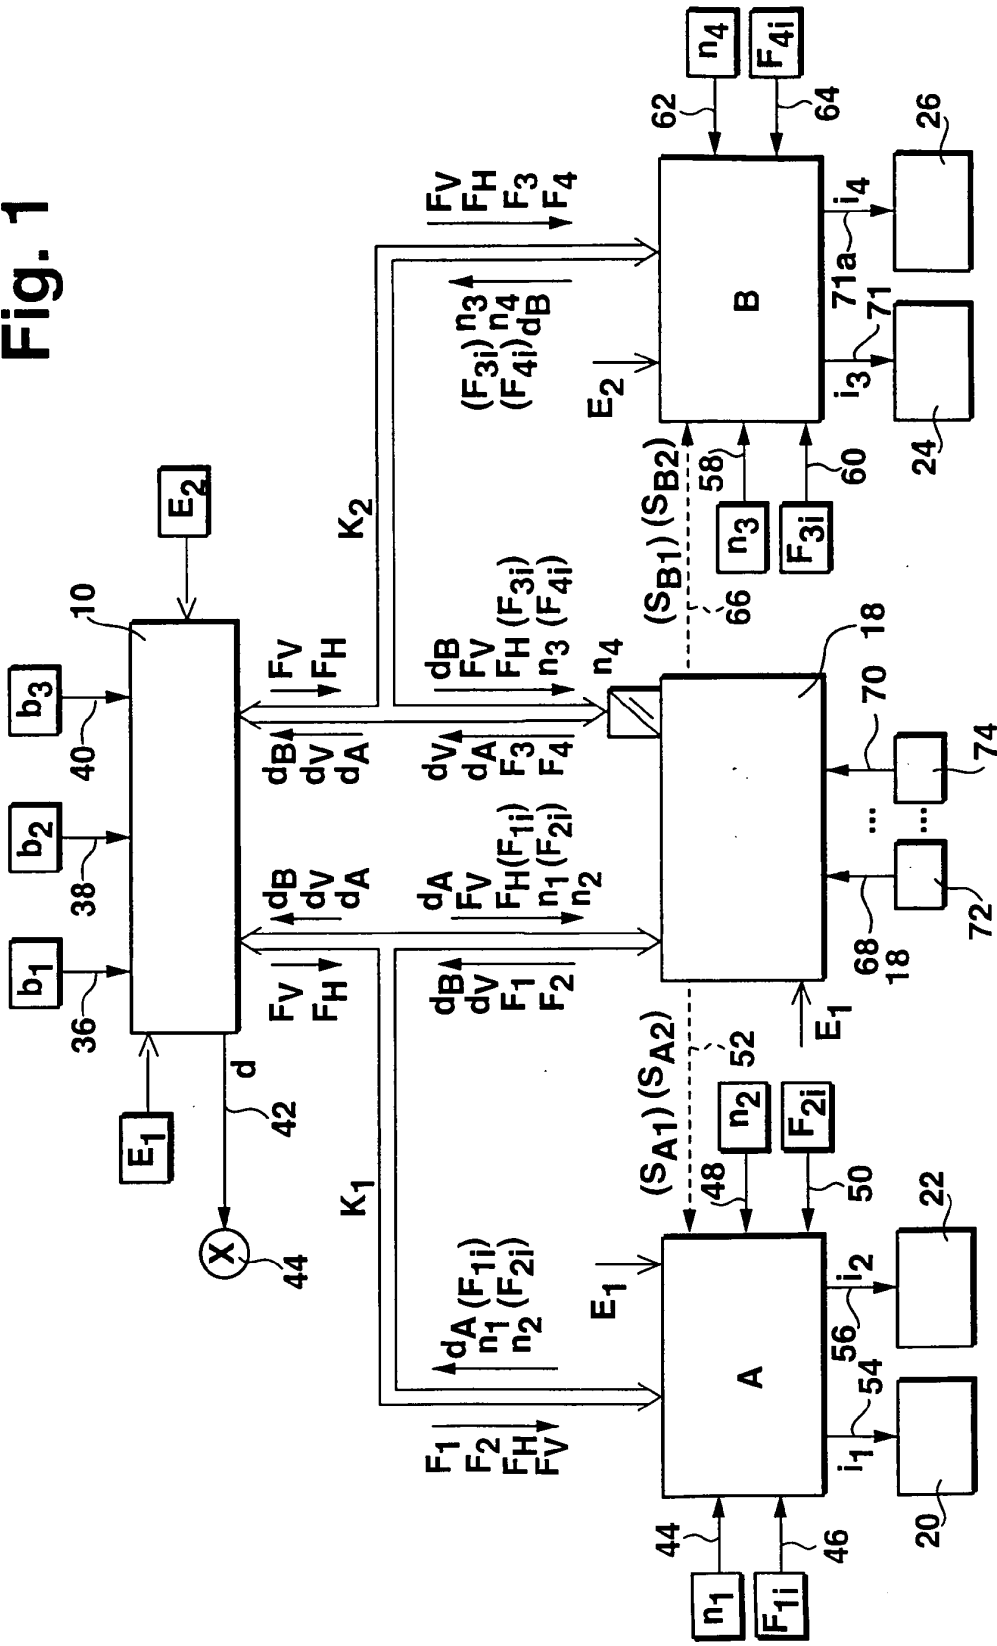 Fig. 1
b1
b2
b3
36
38
40
10
E1
E2
d
42
X
44
FV
FH
dB
dV
dA
FV
FH
dB
dV
dA
K1
K2
F1
F2
FH
FV
dA (F1i)
n1 (F2i)
n2
dB
dV
F1
F2
dA
FV
FH (F1i)
n1 (F2i)
n2
dV
dA
F3
F4
dB
FV
FH (F3i)
n3 (F4i)
n4
(F3i) n3
(F4i) n4
dB
FV
FH
F3
F4
E1
E2
(SA1) (SA2)
52
(SB1) (SB2)
66
n1
44
F1i
46
A
n2
48
F2i
50
E1
18
n3
58
F3i
60
B
n4
62
F4i
64
i1
54
i2
56
20
22
68
18
70
72
...
...
74
i3
71
i4
71a
24
26